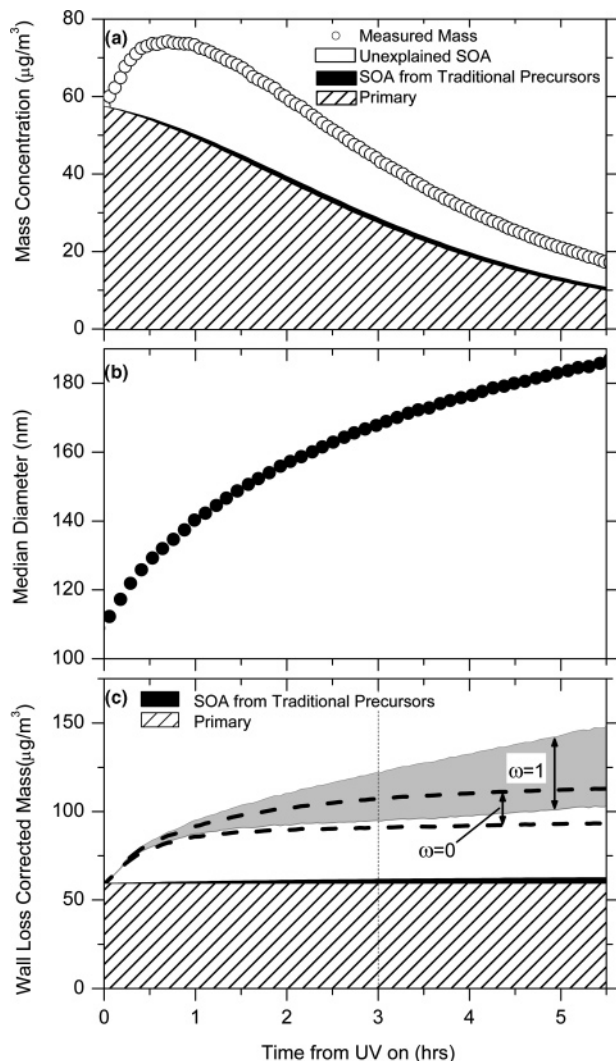 80
(a)
Measured Mass
Unexplained SOA
SOA from Traditional Precursors
Primary
60
40
20
0
Mass Concentration (μg/m³)
(b)
180
160
140
120
100
Median Diameter (nm)
(c)
SOA from Traditional Precursors
Primary
150
100
50
0
ω=1
ω=0
Wall Loss Corrected Mass(μg/m³)
0 1 2 3 4 5
Time from UV on (hrs)